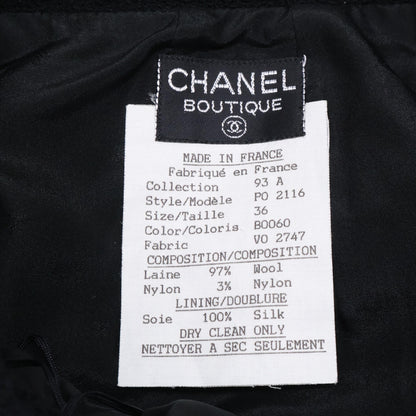 CHANEL
BOUTIQUE
MADE IN FRANCE
Fabriqué en France
Collection 93 A
Style/Modèle PO 2116
Size/Taille 36
Color/Coloris B0060
Fabric VO 2747
COMPOSITION/COMPOSITION
Laine 97% Wool
Nylon 3% Nylon
LINING/DOUBLURE
Soie 100% Silk
DRY CLEAN ONLY
NETTOYER A SEC SEULEMENT